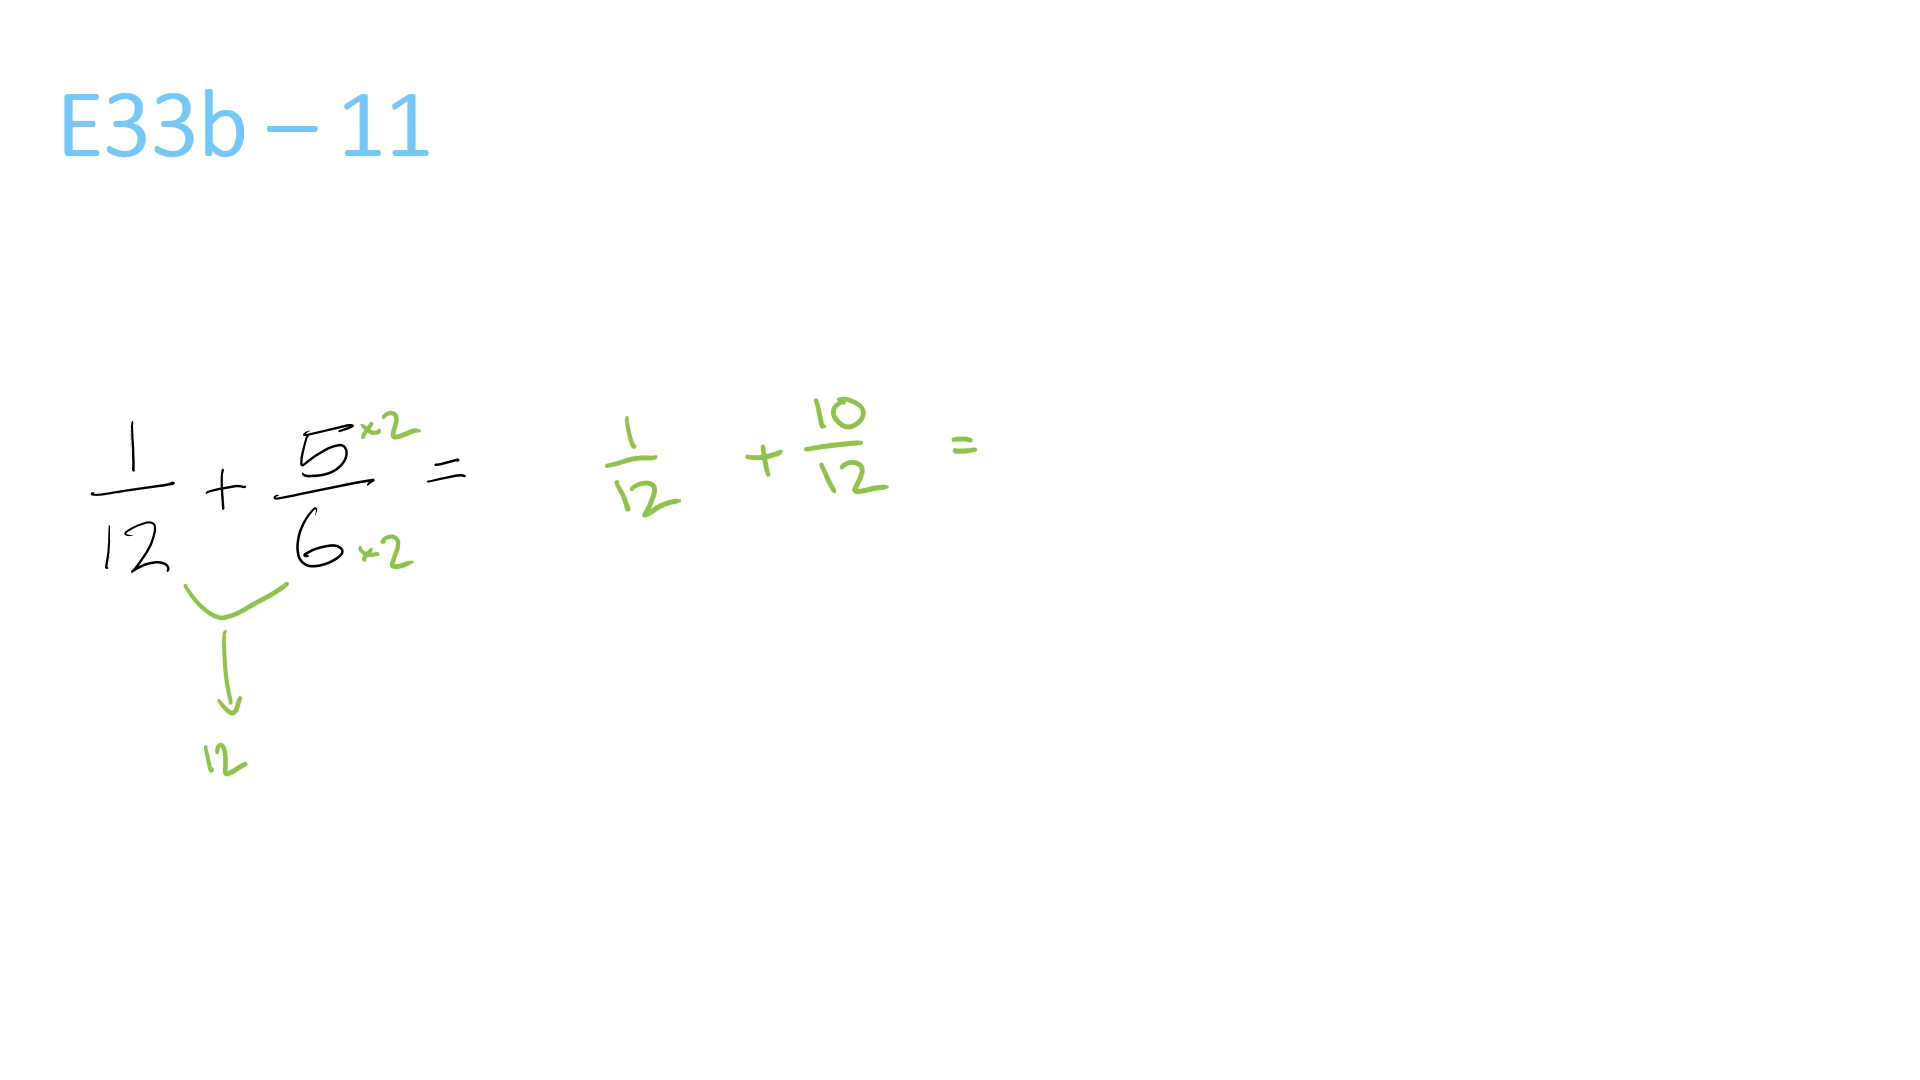 E33b – 11
1/12 + 5×2/6×2 = 1/12 + 10/12 =
12